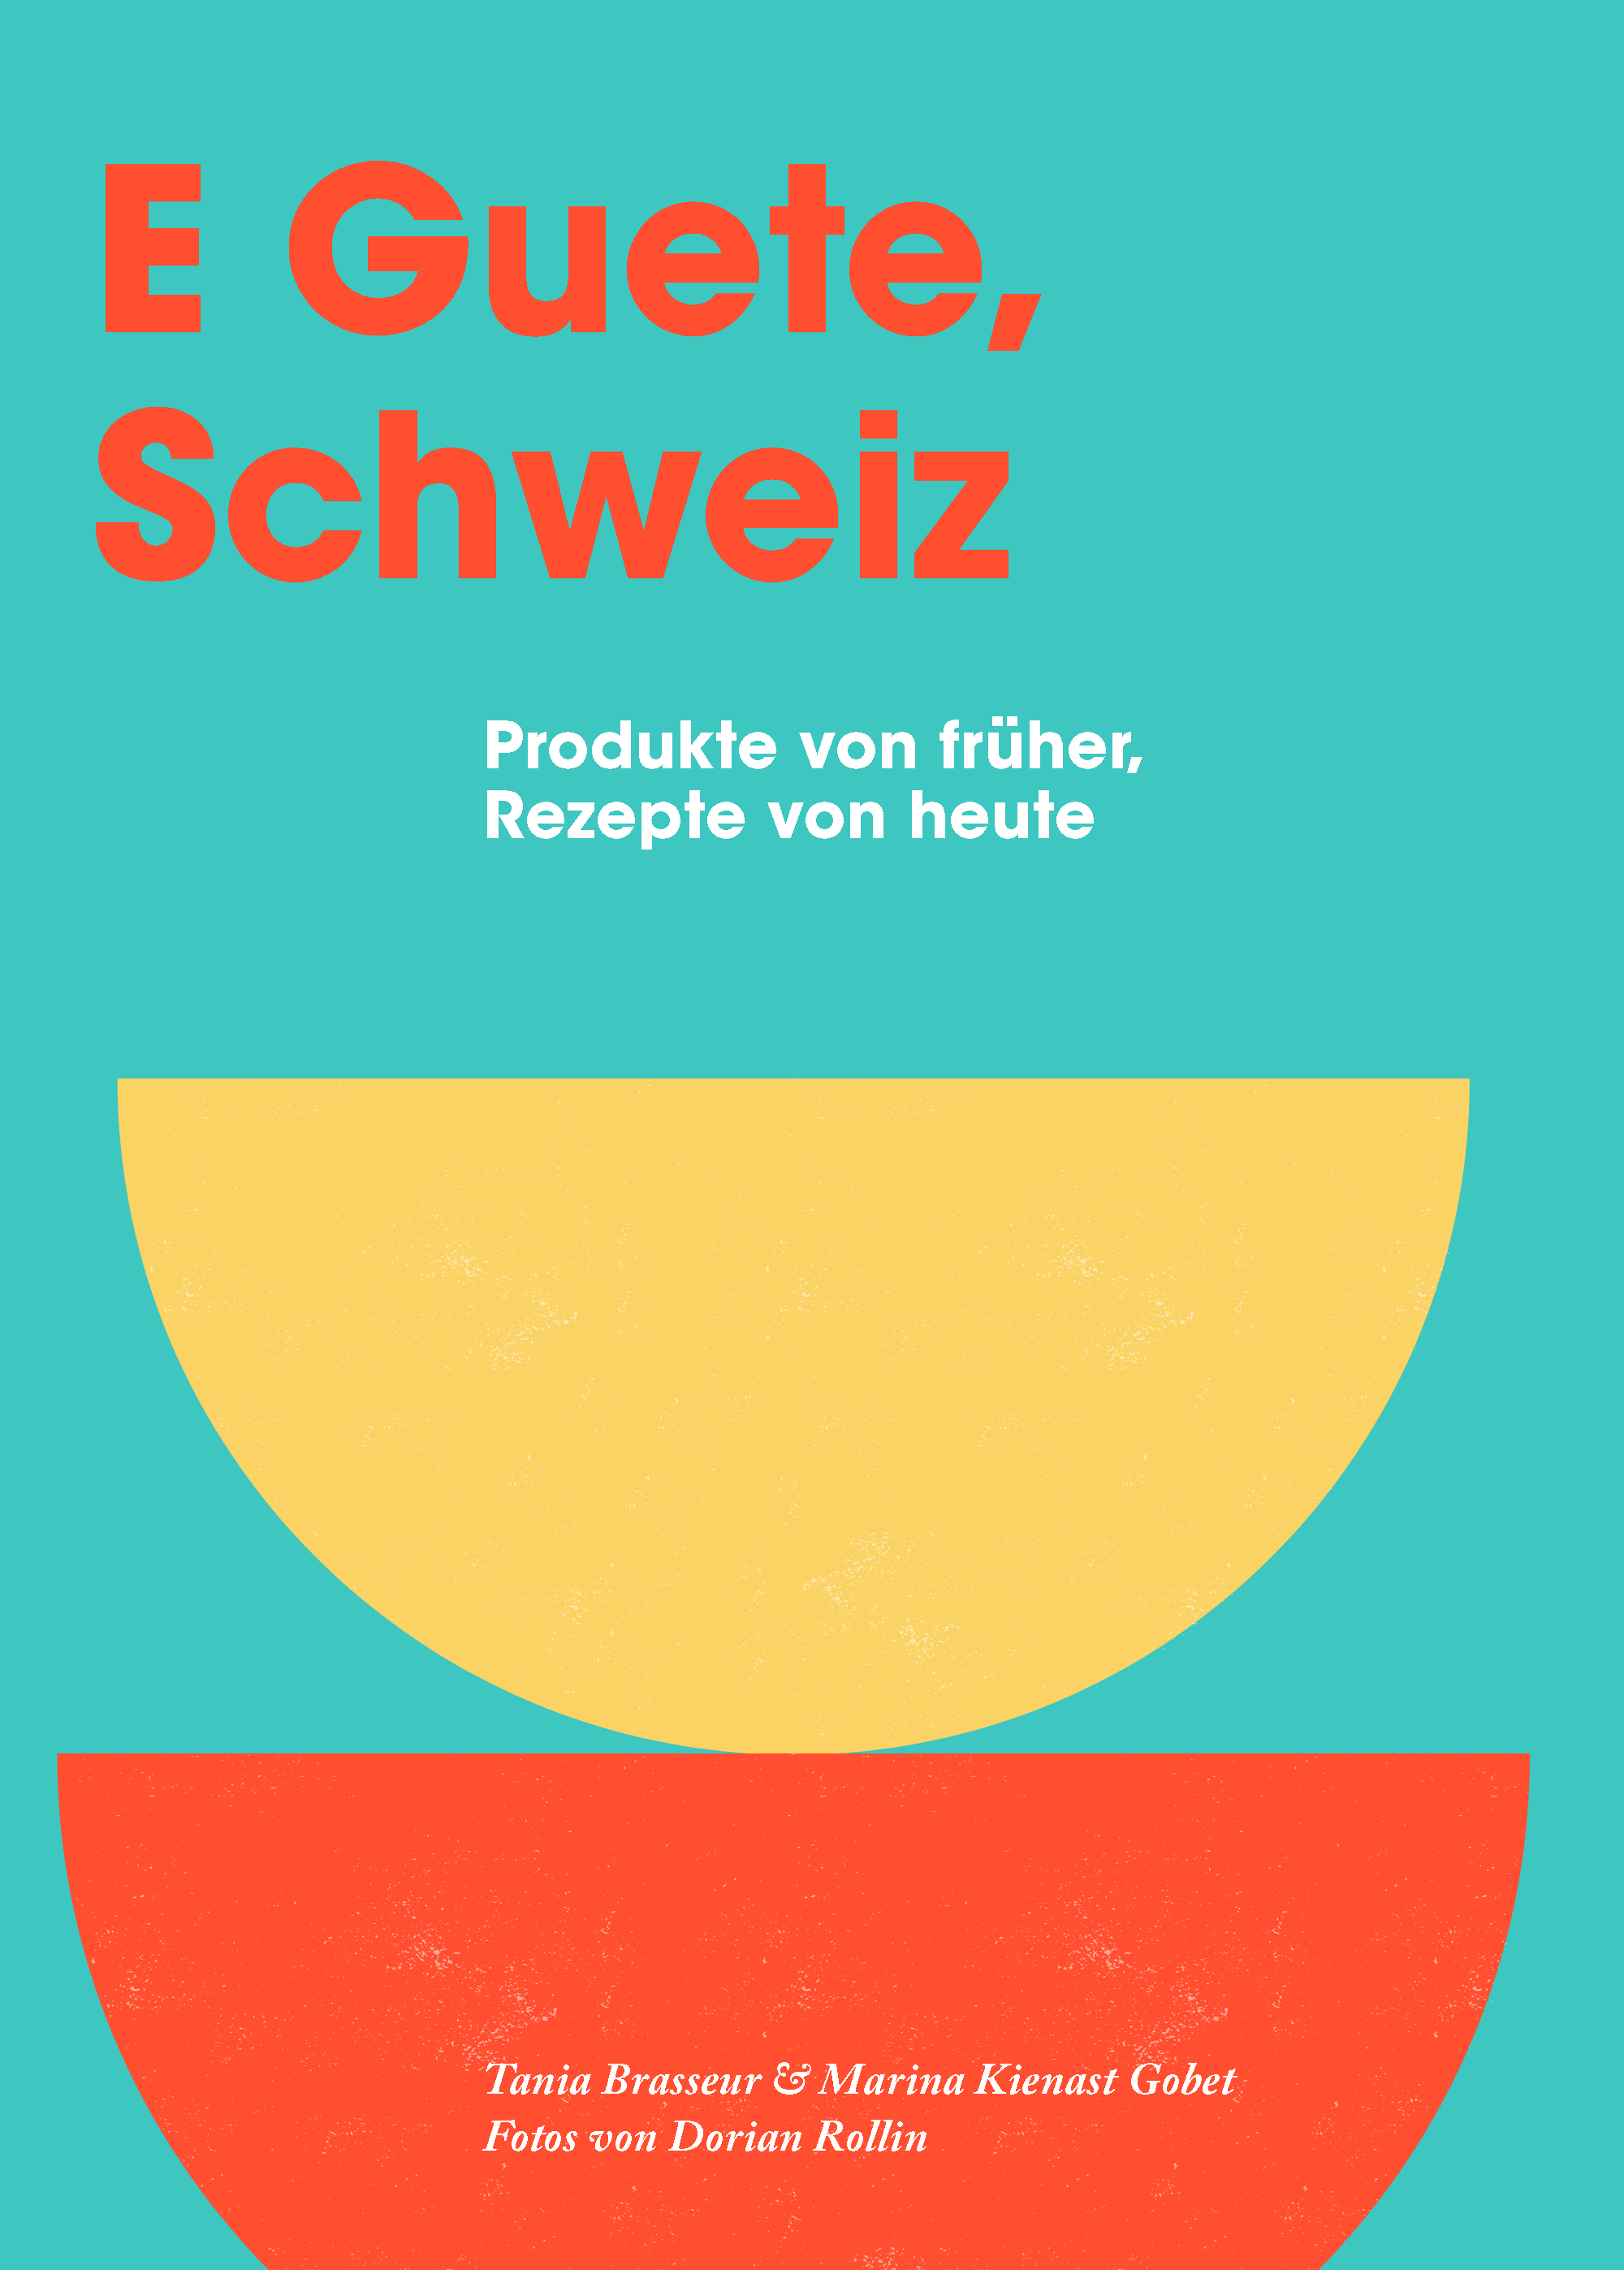 E Guete,
Schweiz
Produkte von früher,
Rezepte von heute
Tania Brasseur & Marina Kienast Gobet
Fotos von Dorian Rollin